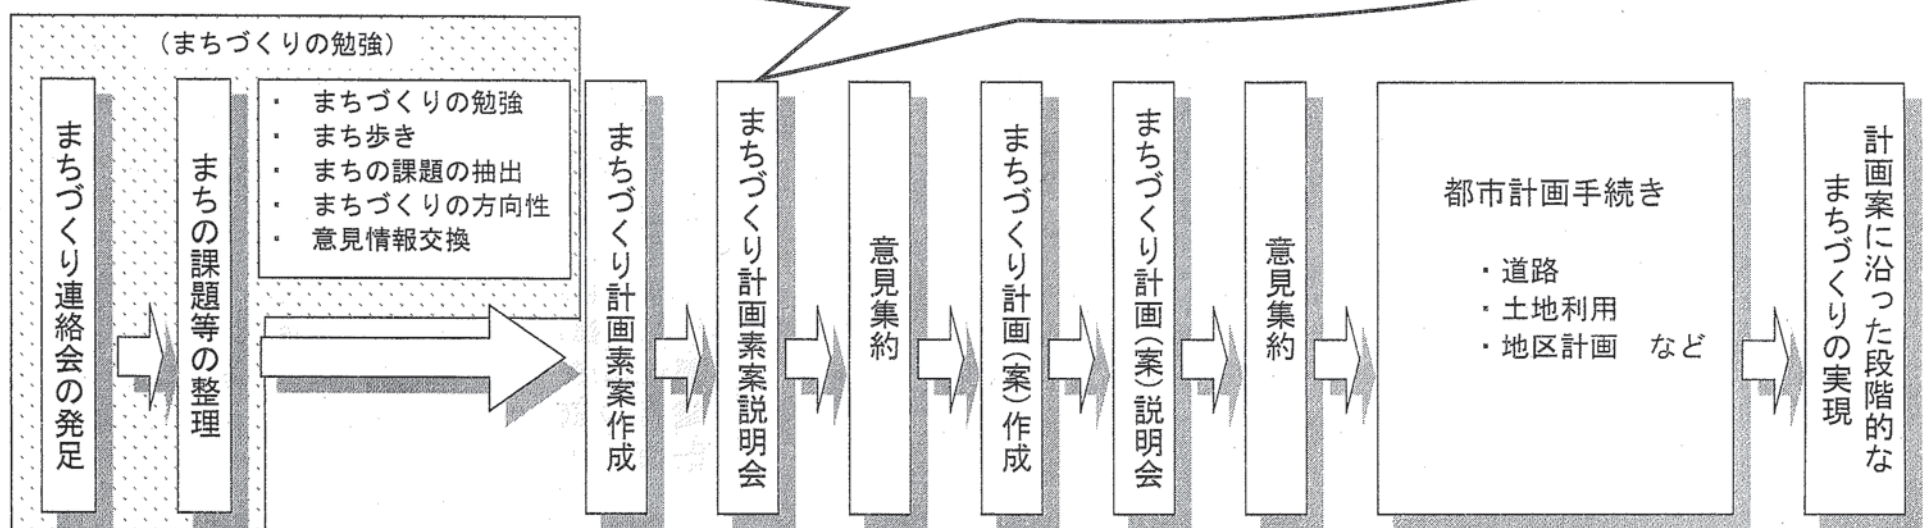 (まちづくりの勉強)
まちづくり連絡会の発足
まちの課題等の整理
・ まちづくりの勉強
・ まち歩き
・ まちの課題の抽出
・ まちづくりの方向性
・ 意見情報交換
まちづくり計画素案作成
まちづくり計画素案説明会
意見集約
まちづくり計画(案)作成
まちづくり計画(案)説明会
意見集約
都市計画手続き
・道路
・土地利用
・地区計画 など
計画案に沿った段階的な
まちづくりの実現